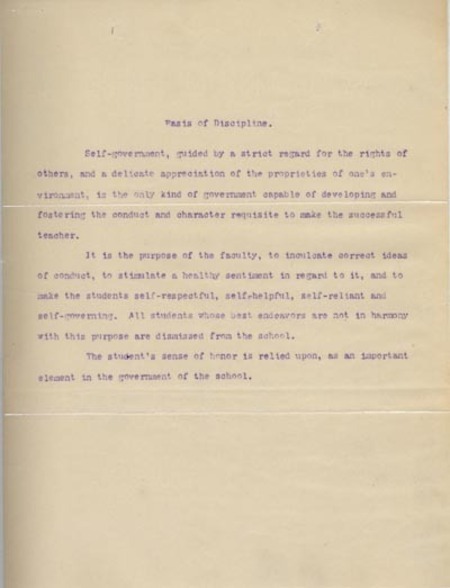 Basis of Discipline.
Self-government, guided by a strict regard for the rights of
others, and a delicate appreciation of the proprieties of one's en-
vironment, is the only kind of government capable of developing and
fostering the conduct and character requisite to make the successful
teacher.
It is the purpose of the faculty, to inculcate correct ideas
of conduct, to stimulate a healthy sentiment in regard to it, and to
make the students self-respectful, self-helpful, self-reliant and
self-governing. All students whose best endeavors are not in harmony
with this purpose are dismissed from the school.
The student's sense of honor is relied upon, as an important
element in the government of the school.